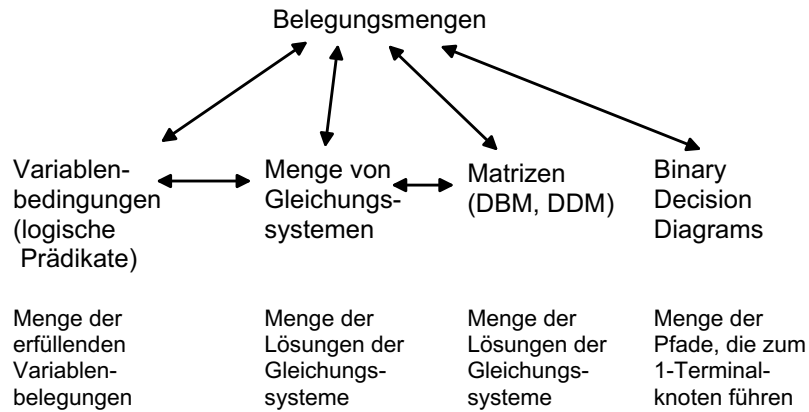 Belegungsmengen
Variablen-
bedingungen
(logische
Prädikate)
Menge von
Gleichungs-
systemen
Matrizen
(DBM, DDM)
Binary
Decision
Diagrams
Menge der
erfüllenden
Variablen-
belegungen
Menge der
Lösungen der
Gleichungs-
systeme
Menge der
Lösungen der
Gleichungs-
systeme
Menge der
Pfade, die zum
1-Terminal-
knoten führen